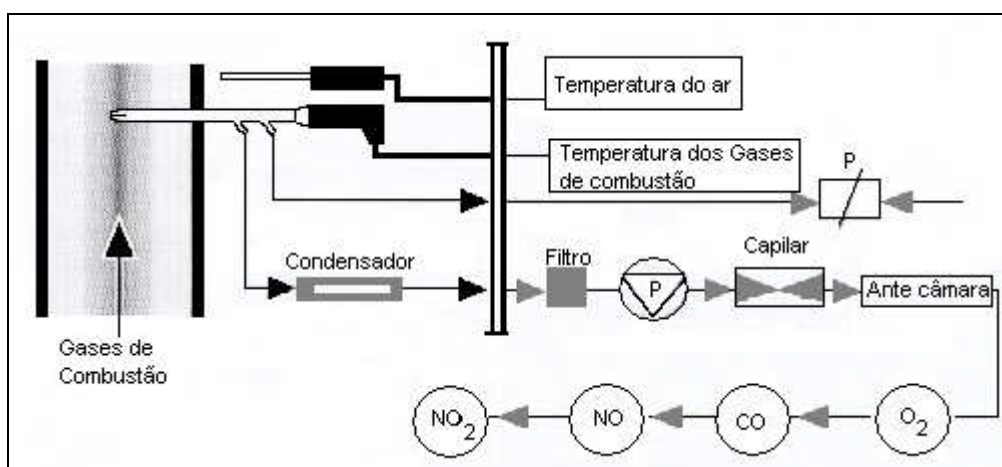 Temperatura do ar
Temperatura dos Gases
de combustão
P
Condensador
Filtro
P
Capilar
Ante câmara
Gases de
Combustão
NO2
NO
CO
O2